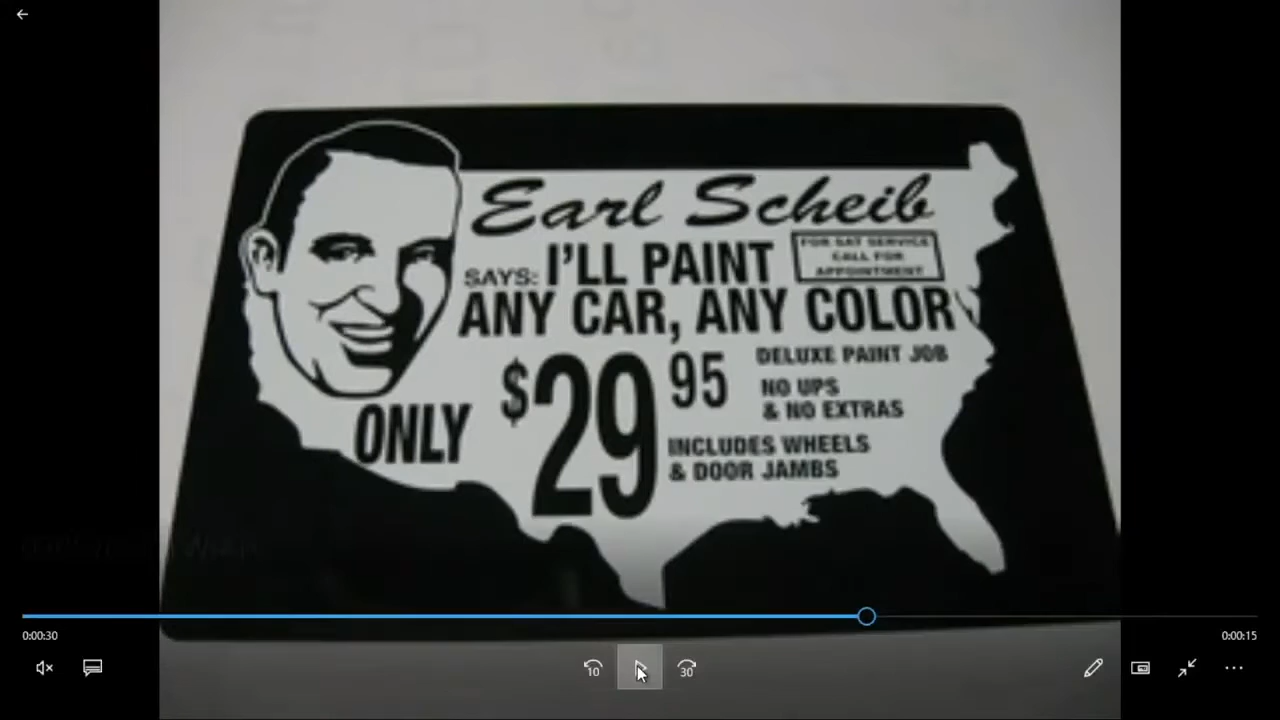 Earl Scheib
SAYS: I'LL PAINT
FOR SAT SERVICE
CALL FOR
APPOINTMENT
ANY CAR, ANY COLOR
ONLY $29 95
DELUXE PAINT JOB
NO UPS
& NO EXTRAS
INCLUDES WHEELS
& DOOR JAMBS
0:00:30
0:00:15
10
30